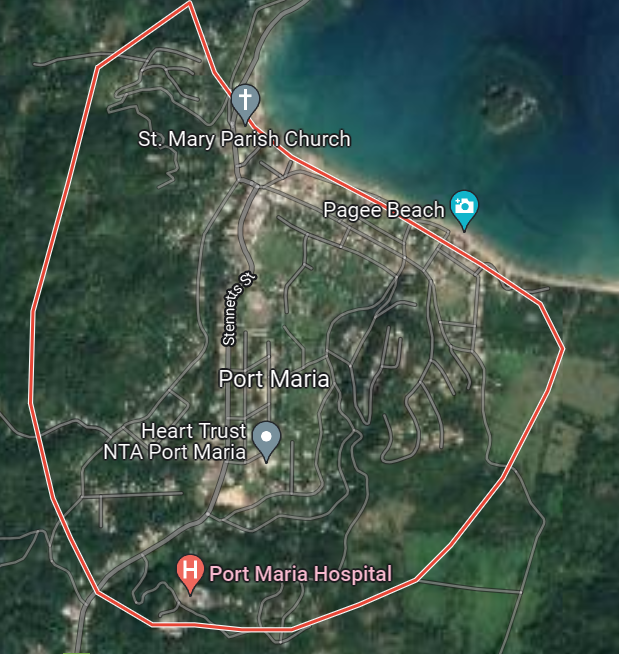 St. Mary Parish Church
Pagee Beach
Stennetts St
Port Maria
Heart Trust
NTA Port Maria
H
Port Maria Hospital